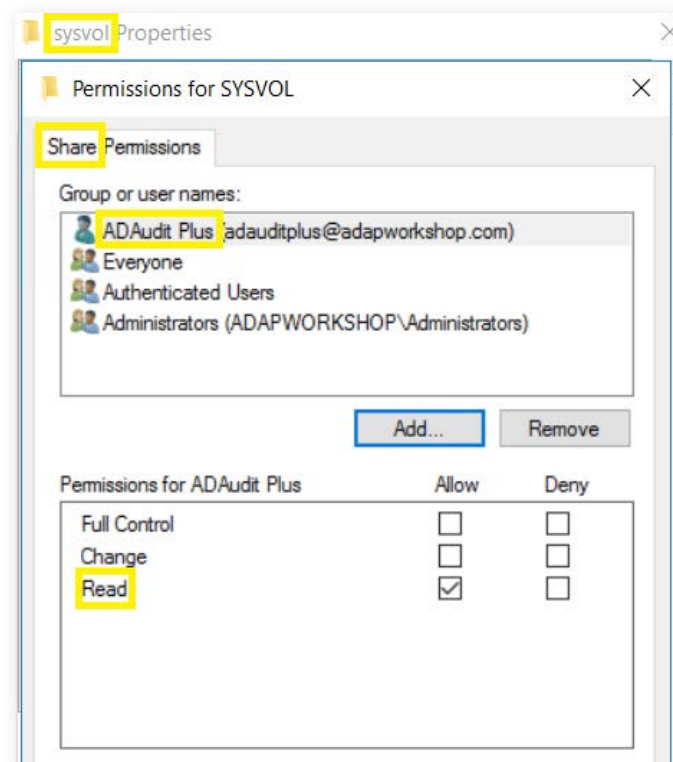 sysvol Properties
Permissions for SYSVOL
Share Permissions
Group or user names:
ADAudit Plus (adauditplus@adapworkshop.com)
Everyone
Authenticated Users
Administrators (ADAPWORKSHOP\Administrators)
Add... Remove
Permissions for ADAudit Plus Allow Deny
Full Control
Change
Read